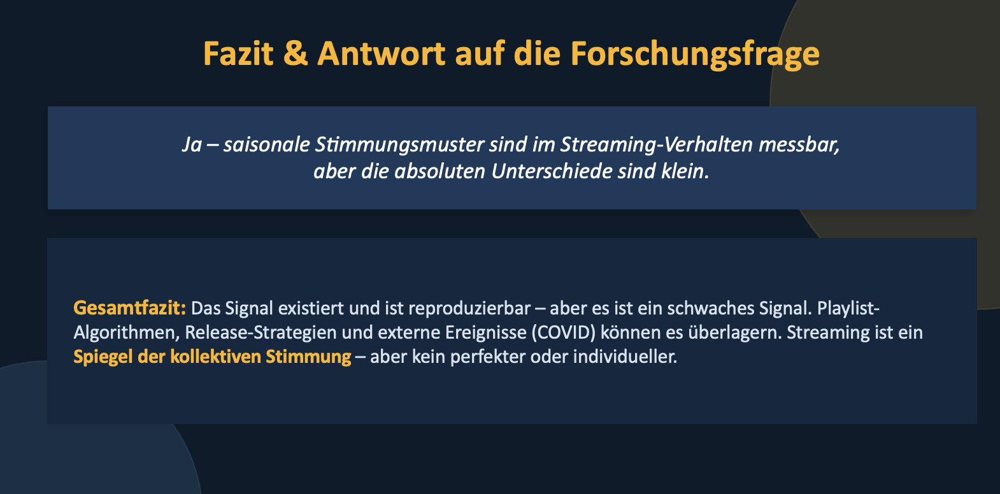 Fazit & Antwort auf die Forschungsfrage
Ja – saisonale Stimmungsmuster sind im Streaming-Verhalten messbar,
aber die absoluten Unterschiede sind klein.
Gesamtfazit: Das Signal existiert und ist reproduzierbar – aber es ist ein schwaches Signal. Playlist-
Algorithmen, Release-Strategien und externe Ereignisse (COVID) können es überlagern. Streaming ist ein
Spiegel der kollektiven Stimmung – aber kein perfekter oder individueller.